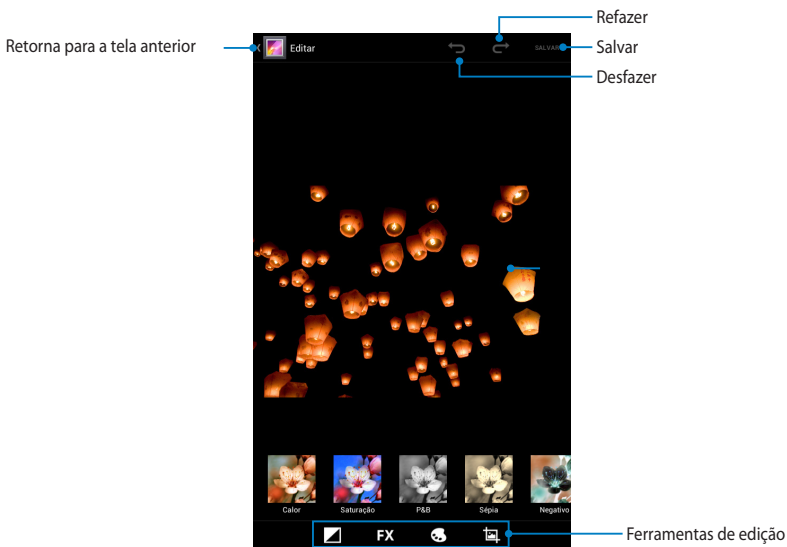 Refazer
Retorna para a tela anterior
Editar
SALVAR
Salvar
Desfazer
Calor
Saturação
P&B
Sépia
Negativo
FX
Ferramentas de edição